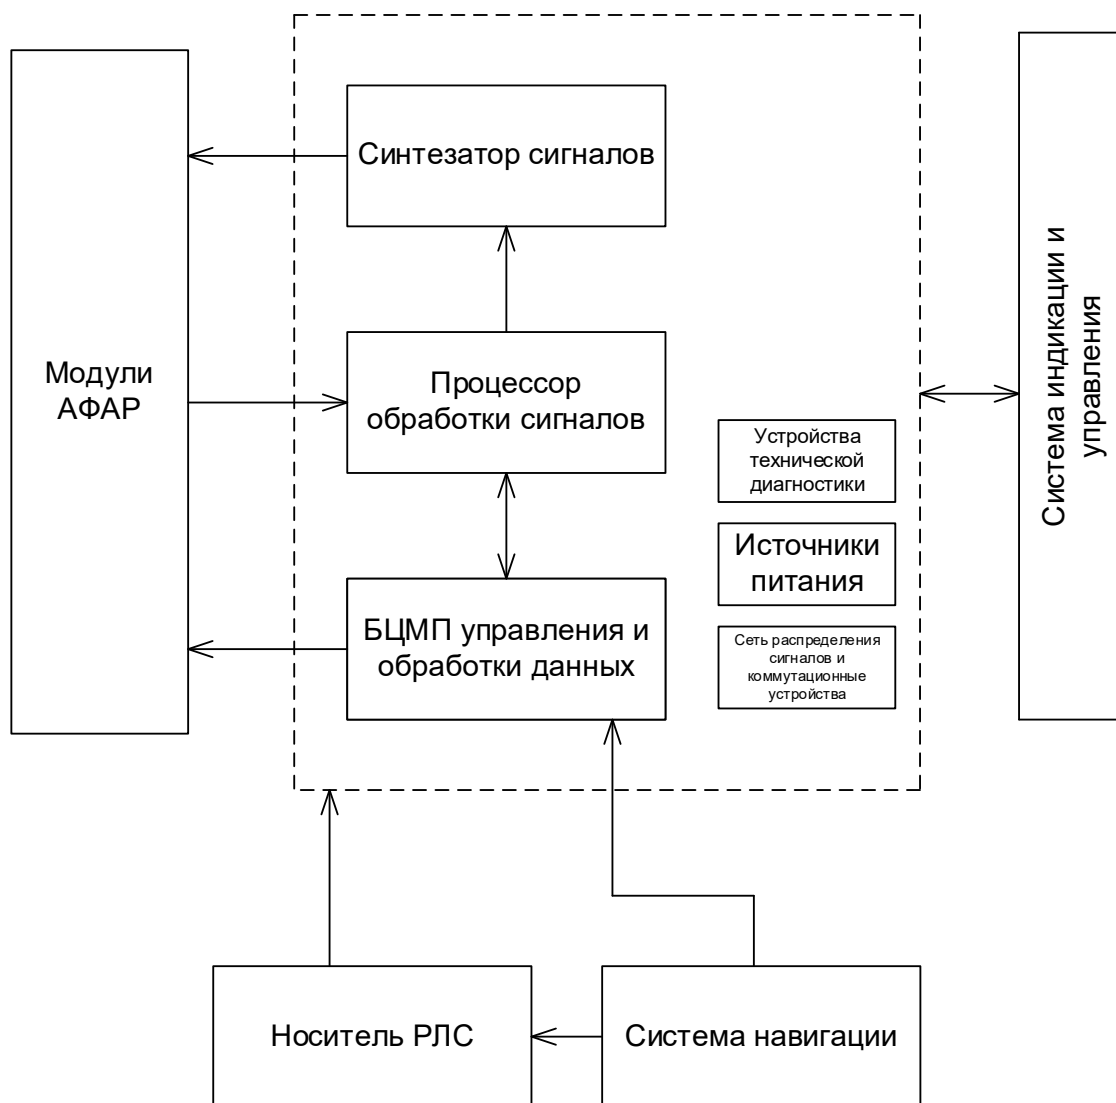 Синтезатор сигналов
Модули
АФАР
Процессор
обработки сигналов
Устройства
технической
диагностики
Источники
питания
БЦМП управления и
обработки данных
Сеть распределения
сигналов и
коммутационные
устройства
Система индикации и
управления
Носитель РЛС
Система навигации